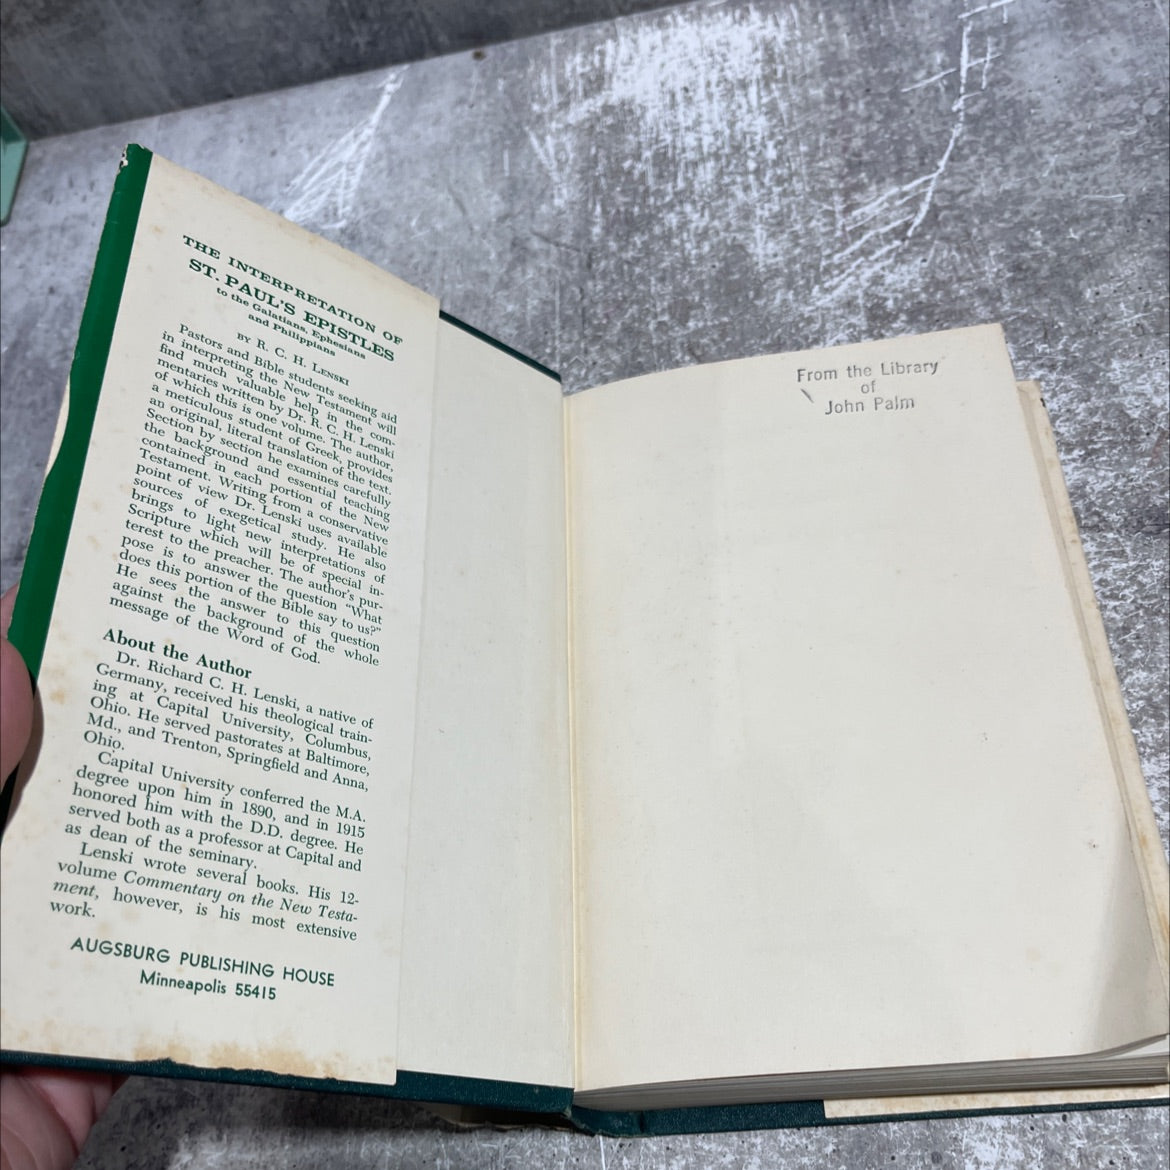 THE INTERPRETATION OF
ST. PAUL'S EPISTLES
to the Galatians, Ephesians
and Philippians
BY R. C. H. LENSKI
Pastors and Bible students seeking aid
in interpreting the New Testament will
find much valuable help in the com-
mentaries written by Dr. R. C. H. Lenski
of which this is one volume. The author,
a meticulous student of Greek, provides
an original, literal translation of the text.
Section by section he examines carefully
the background and essential teaching
contained in each portion of the New
Testament. Writing from a conservative
point of view Dr. Lenski uses available
sources of exegetical study. He also
brings to light new interpretations of
Scripture which will be of special in-
terest to the preacher. The author's pur-
pose is to answer the question "What
does this portion of the Bible say to us?"
He sees the answer to this question
against the background of the whole
message of the Word of God.
About the Author
Dr. Richard C. H. Lenski, a native of
Germany, received his theological train-
ing at Capital University, Columbus,
Ohio. He served pastorates at Baltimore,
Md., and Trenton, Springfield and Anna,
Ohio.
Capital University conferred the M.A.
degree upon him in 1890, and in 1915
honored him with the D.D. degree. He
served both as a professor at Capital and
as dean of the seminary.
Lenski wrote several books. His 12-
volume Commentary on the New Testa-
ment, however, is his most extensive
work.
AUGSBURG PUBLISHING HOUSE
Minneapolis 55415
From the Library
of
John Palm